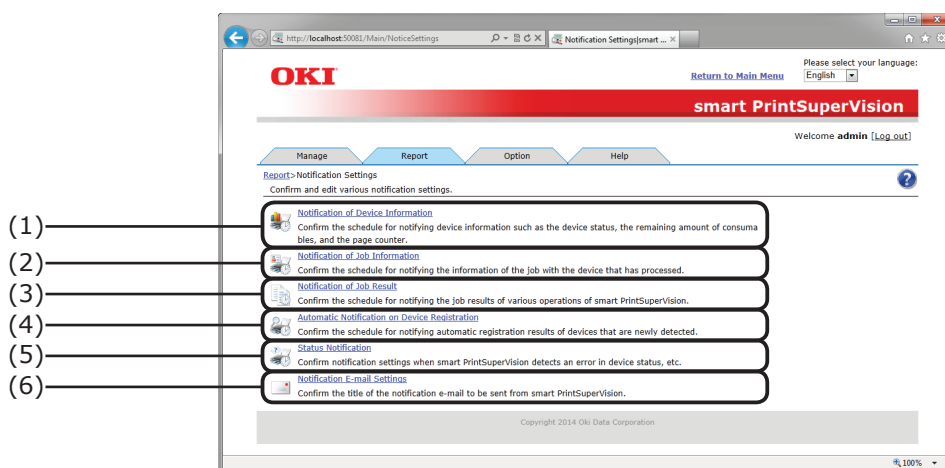 http://localhost:50081/Main/NoticeSettings
Notification Settings|smart ...
Please select your language:
OKI
Return to Main Menu
English
smart PrintSuperVision
Welcome admin [Log out]
Manage
Report
Option
Help
Report>Notification Settings
Confirm and edit various notification settings.
(1)
Notification of Device Information
Confirm the schedule for notifying device information such as the device status, the remaining amount of consuma
bles, and the page counter.
(2)
Notification of Job Information
Confirm the schedule for notifying the information of the job with the device that has processed.
(3)
Notification of Job Result
Confirm the schedule for notifying the job results of various operations of smart PrintSuperVision.
(4)
Automatic Notification on Device Registration
Confirm the schedule for notifying automatic registration results of devices that are newly detected.
(5)
Status Notification
Confirm notification settings when smart PrintSuperVision detects an error in device status, etc.
(6)
Notification E-mail Settings
Confirm the title of the notification e-mail to be sent from smart PrintSuperVision.
Copyright 2014 Oki Data Corporation
100%